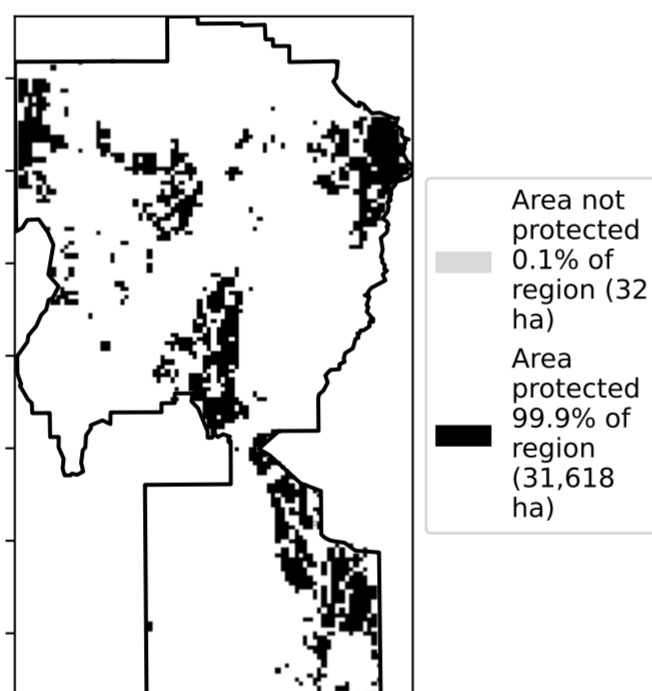 Area not
protected
0.1% of
region (32
ha)
Area
protected
99.9% of
region
(31,618
ha)